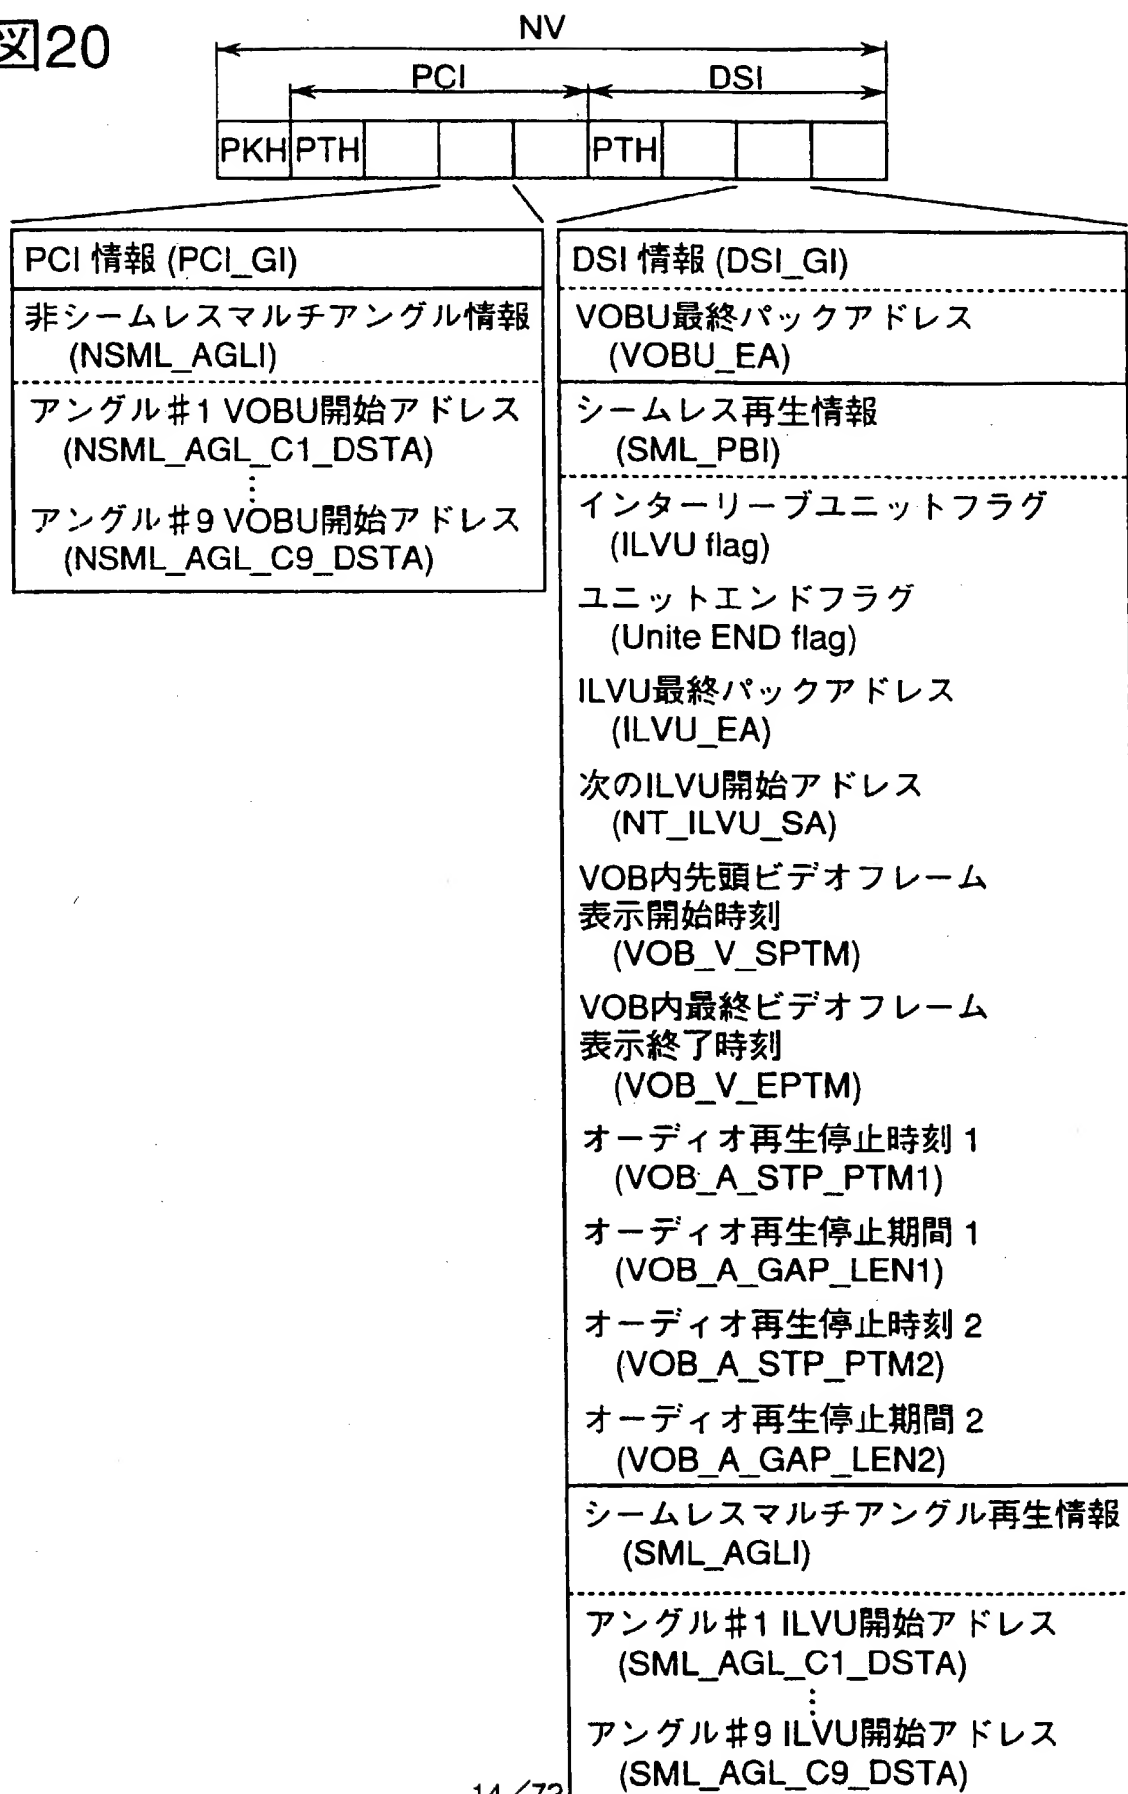 図20
NV
PCI
DSI
PKH PTH PTH
PCI 情報 (PCI_GI)
非シームレスマルチアングル情報
(NSML_AGLI)
アングル♯1 VOBU開始アドレス
(NSML_AGL_C1_DSTA)
⋮
アングル♯9 VOBU開始アドレス
(NSML_AGL_C9_DSTA)
DSI 情報 (DSI_GI)
VOBU最終パックアドレス
(VOBU_EA)
シームレス再生情報
(SML_PBI)
インターリーブユニットフラグ
(ILVU flag)
ユニットエンドフラグ
(Unite END flag)
ILVU最終パックアドレス
(ILVU_EA)
次のILVU開始アドレス
(NT_ILVU_SA)
VOB内先頭ビデオフレーム
表示開始時刻
(VOB_V_SPTM)
VOB内最終ビデオフレーム
表示終了時刻
(VOB_V_EPTM)
オーディオ再生停止時刻 1
(VOB_A_STP_PTM1)
オーディオ再生停止期間 1
(VOB_A_GAP_LEN1)
オーディオ再生停止時刻 2
(VOB_A_STP_PTM2)
オーディオ再生停止期間 2
(VOB_A_GAP_LEN2)
シームレスマルチアングル再生情報
(SML_AGLI)
アングル♯1 ILVU開始アドレス
(SML_AGL_C1_DSTA)
⋮
アングル♯9 ILVU開始アドレス
(SML_AGL_C9_DSTA)
14/73